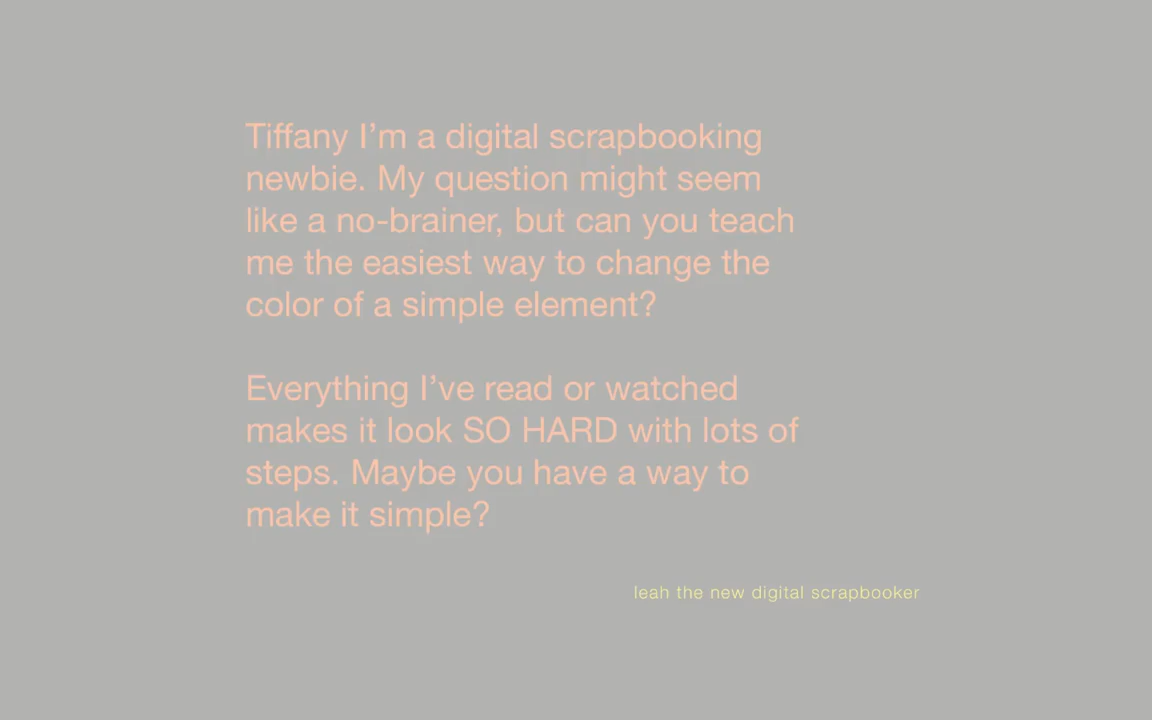 Tiffany I’m a digital scrapbooking
newbie. My question might seem
like a no-brainer, but can you teach
me the easiest way to change the
color of a simple element?
Everything I’ve read or watched
makes it look SO HARD with lots of
steps. Maybe you have a way to
make it simple?
leah the new digital scrapbooker